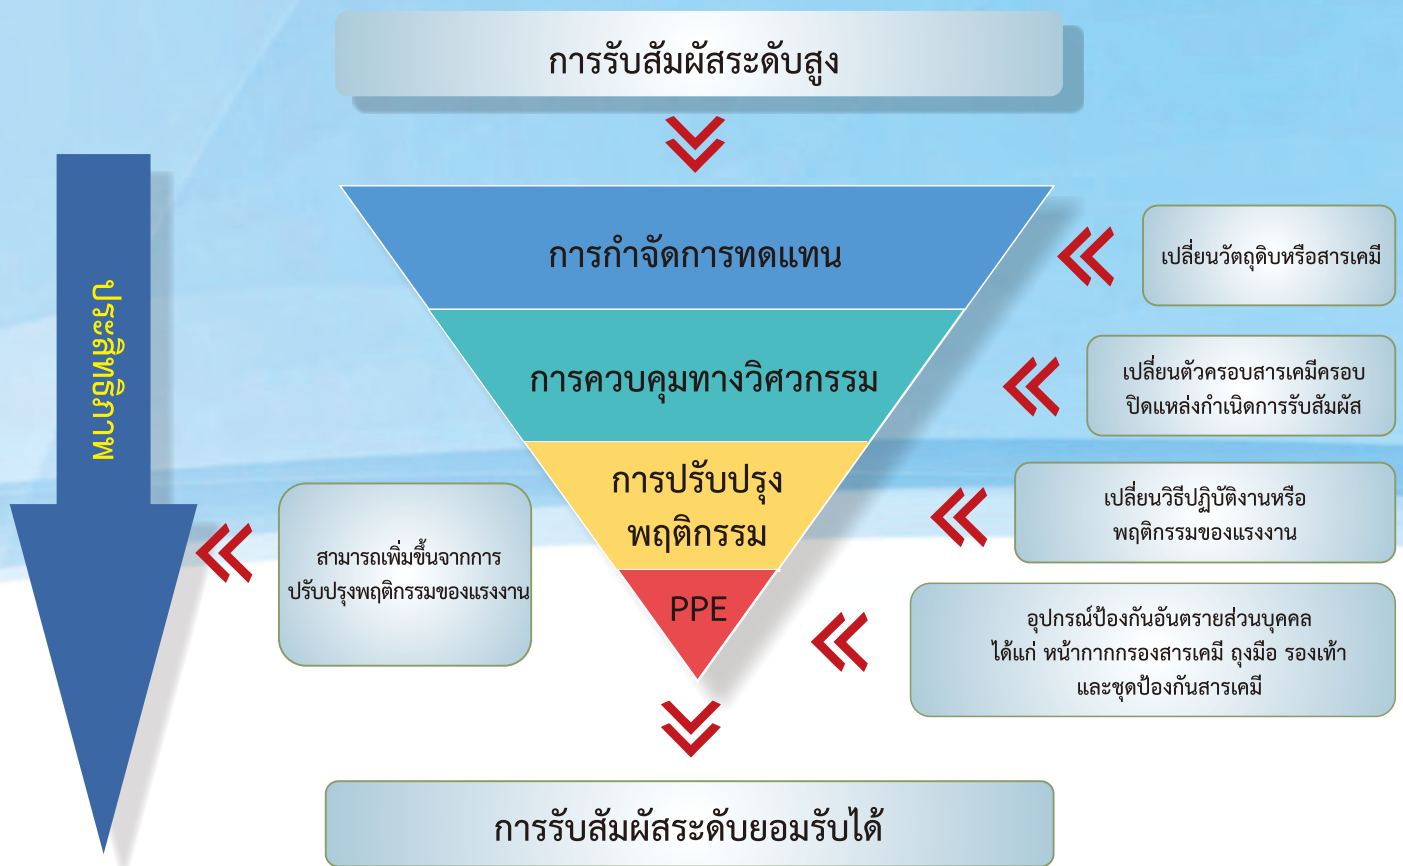 การรับสัมผัสระดับสูง
การกำจัดการทดแทน
เปลี่ยนวัตถุดิบหรือสารเคมี
ประสิทธิภาพ
การควบคุมทางวิศวกรรม
เปลี่ยนตัวครอบสารเคมีครอบ
ปิดแหล่งกำเนิดการรับสัมผัส
การปรับปรุง
พฤติกรรม
เปลี่ยนวิธีปฏิบัติงานหรือ
พฤติกรรมของแรงงาน
สามารถเพิ่มขึ้นจากการ
ปรับปรุงพฤติกรรมของแรงงาน
PPE
อุปกรณ์ป้องกันอันตรายส่วนบุคคล
ได้แก่ หน้ากากกรองสารเคมี ถุงมือ รองเท้า
และชุดป้องกันสารเคมี
การรับสัมผัสระดับยอมรับได้